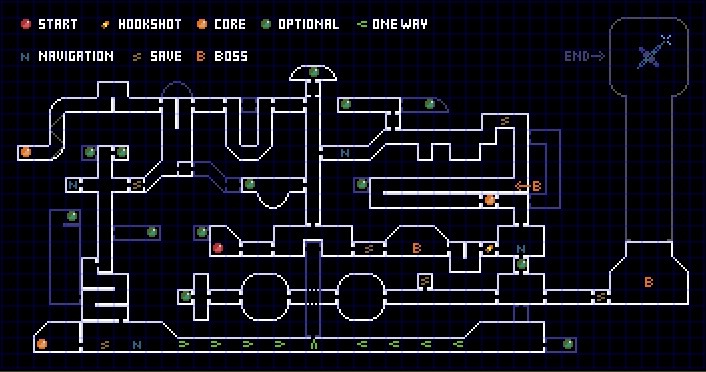 START HOOKSHOT CORE OPTIONAL ONE WAY
N NAVIGATION S SAVE B BOSS
END→
N
B
N S
S B N
S
S B
S N